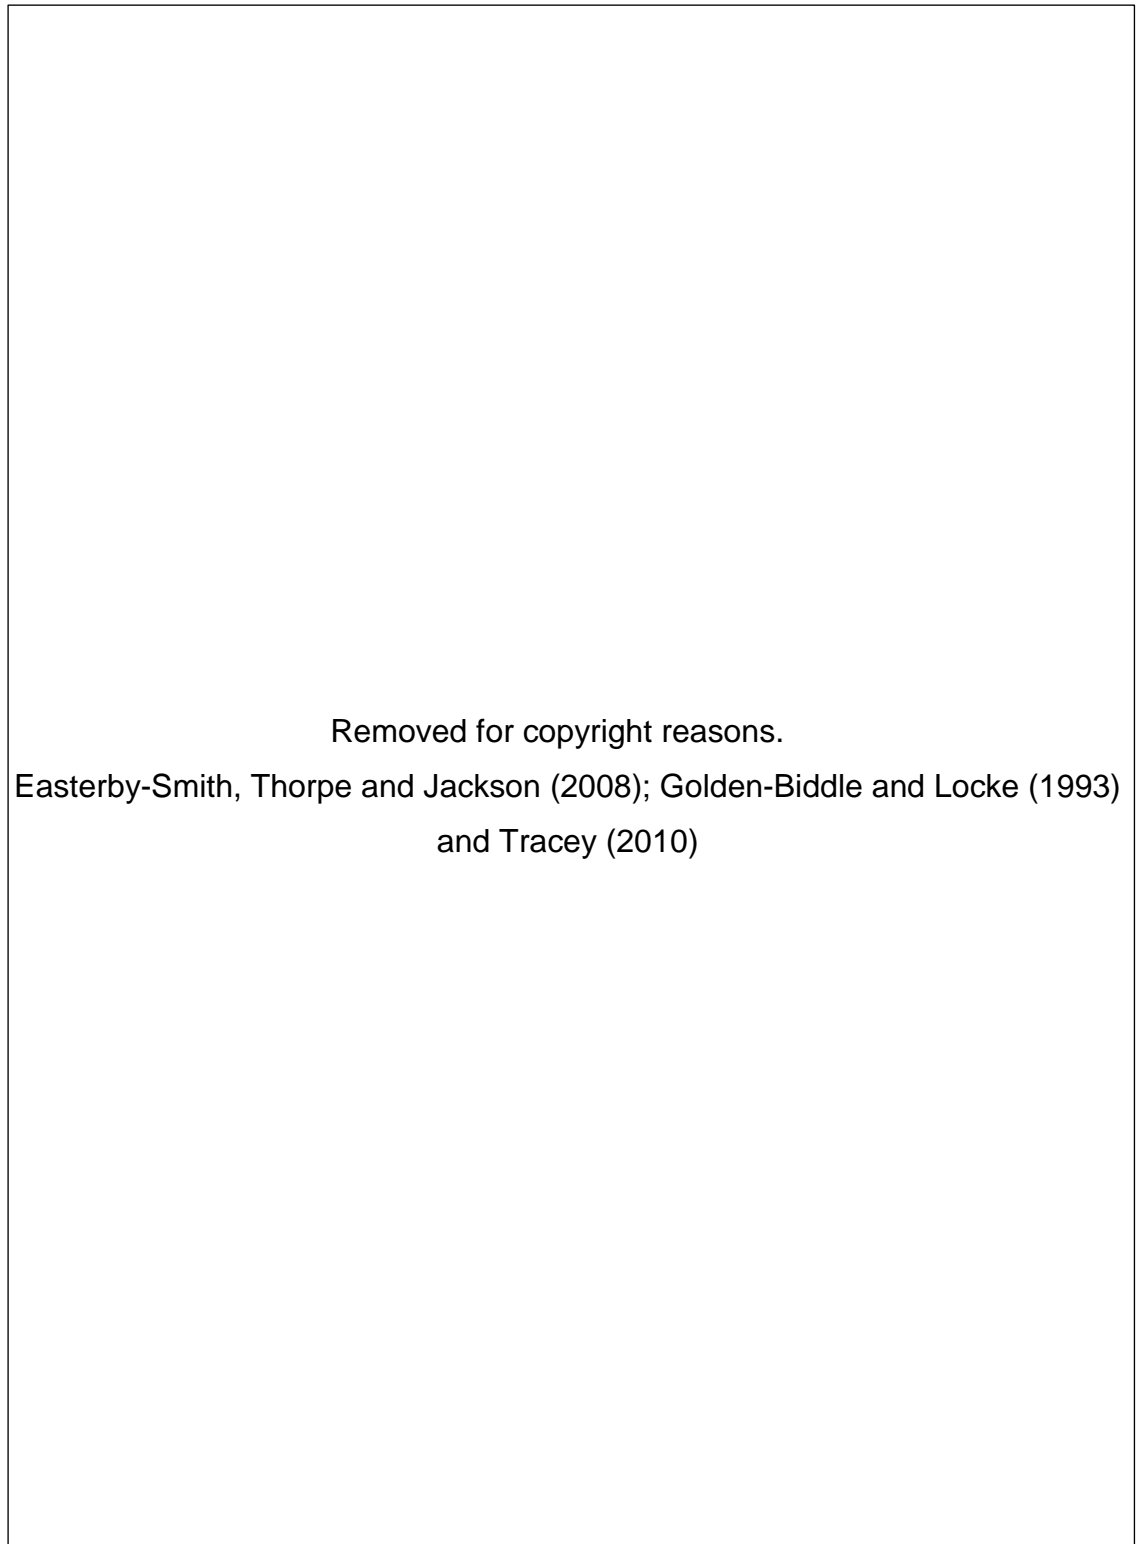 Removed for copyright reasons.
Easterby-Smith, Thorpe and Jackson (2008); Golden-Biddle and Locke (1993)
and Tracey (2010)